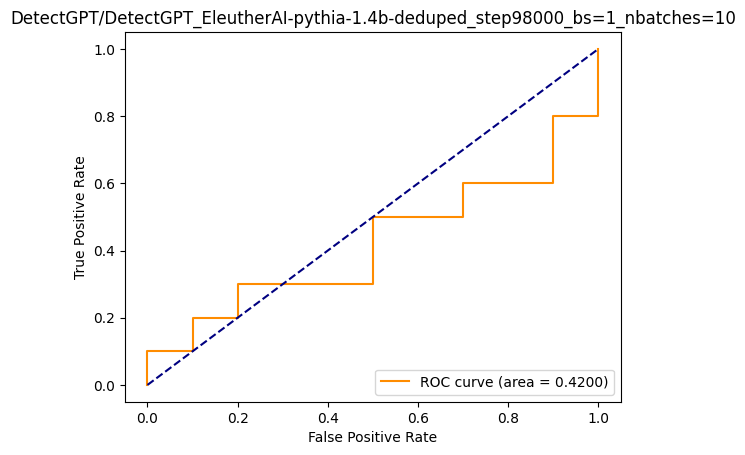 DetectGPT/DetectGPT_EleutherAI-pythia-1.4b-deduped_step98000_bs=1_nbatches=10
1.0
0.8
0.6
0.4
0.2
0.0
True Positive Rate
ROC curve (area = 0.4200)
0.0 0.2 0.4 0.6 0.8 1.0
False Positive Rate